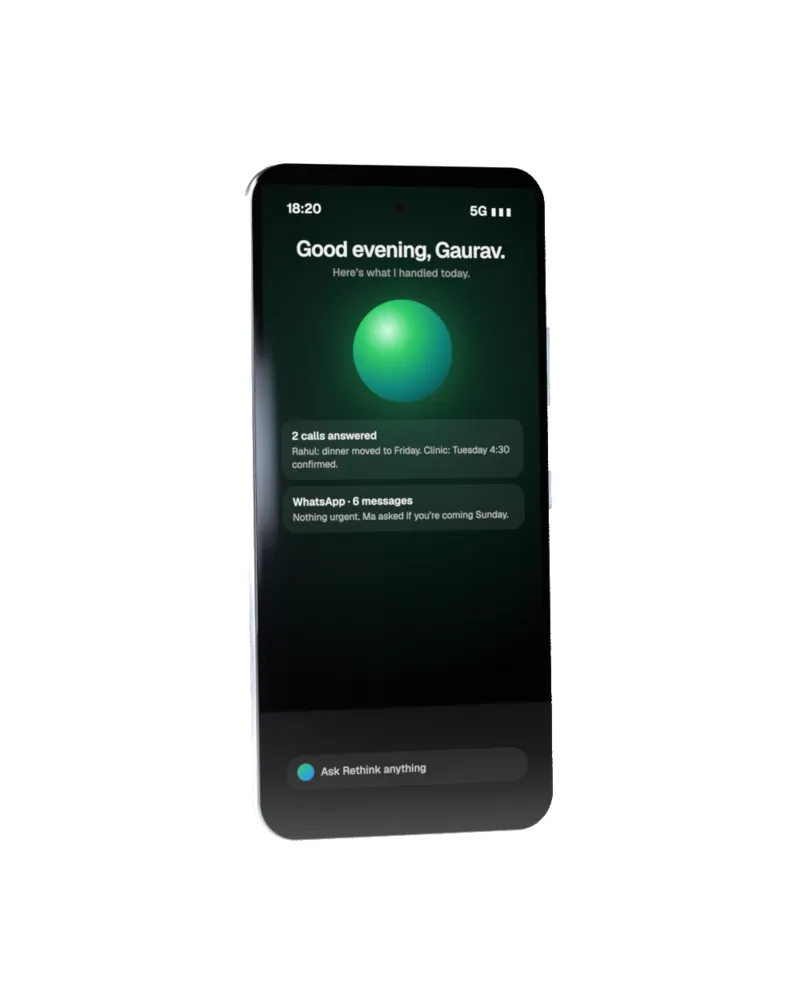 18:20
5G
Good evening, Gaurav.
Here's what I handled today.
2 calls answered
Rahul: dinner moved to Friday. Clinic: Tuesday 4:30
confirmed.
WhatsApp · 6 messages
Nothing urgent. Ma asked if you're coming Sunday.
Ask Rethink anything